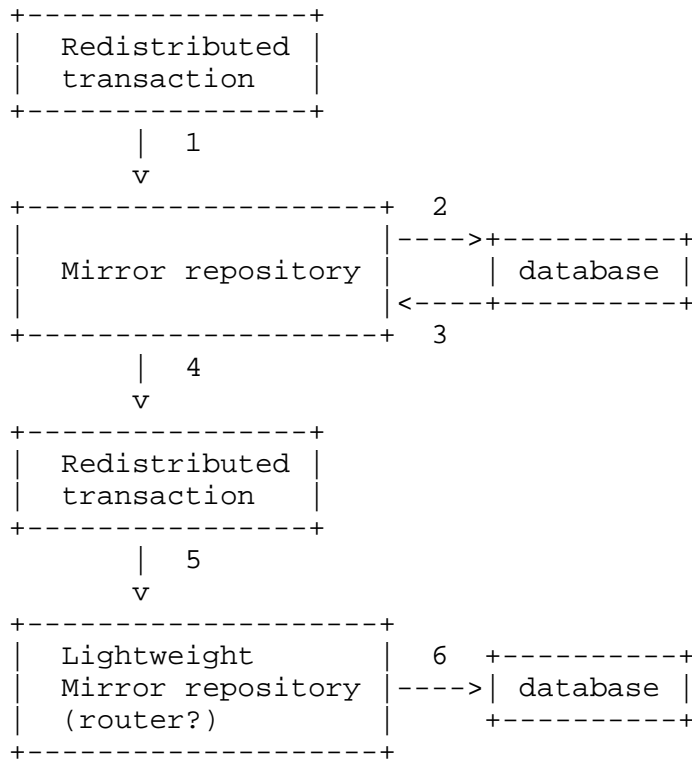 Redistributed
transaction
1
2
Mirror repository
database
3
4
Redistributed
transaction
5
Lightweight
6
Mirror repository
database
(router?)